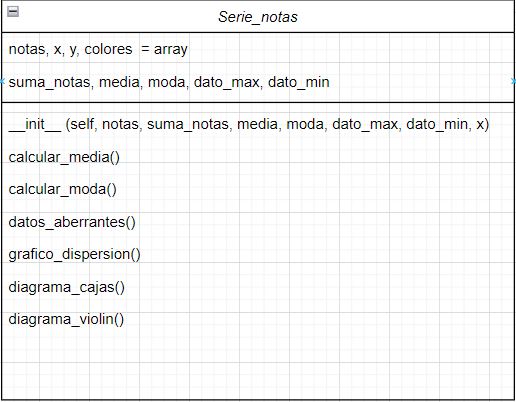 Serie_notas
notas, x, y, colores  = array
suma_notas, media, moda, dato_max, dato_min
__init__ (self, notas, suma_notas, media, moda, dato_max, dato_min, x)
calcular_media()
calcular_moda()
datos_aberrantes()
grafico_dispersion()
diagrama_cajas()
diagrama_violin()